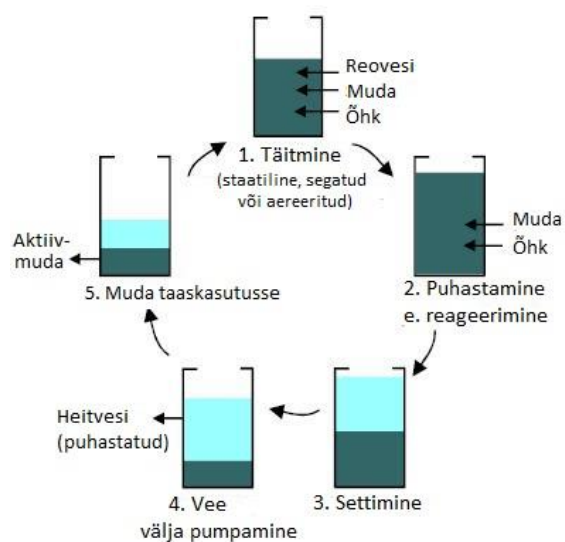 Reovesi
Muda
Õhk
1. Täitmine
(staatiline, segatud
või aereeritud)
Muda
Õhk
2. Puhastamine
e. reageerimine
3. Settimine
Heitvesi
(puhastatud)
4. Vee
välja pumpamine
Aktiiv-
muda
5. Muda taaskasutusse